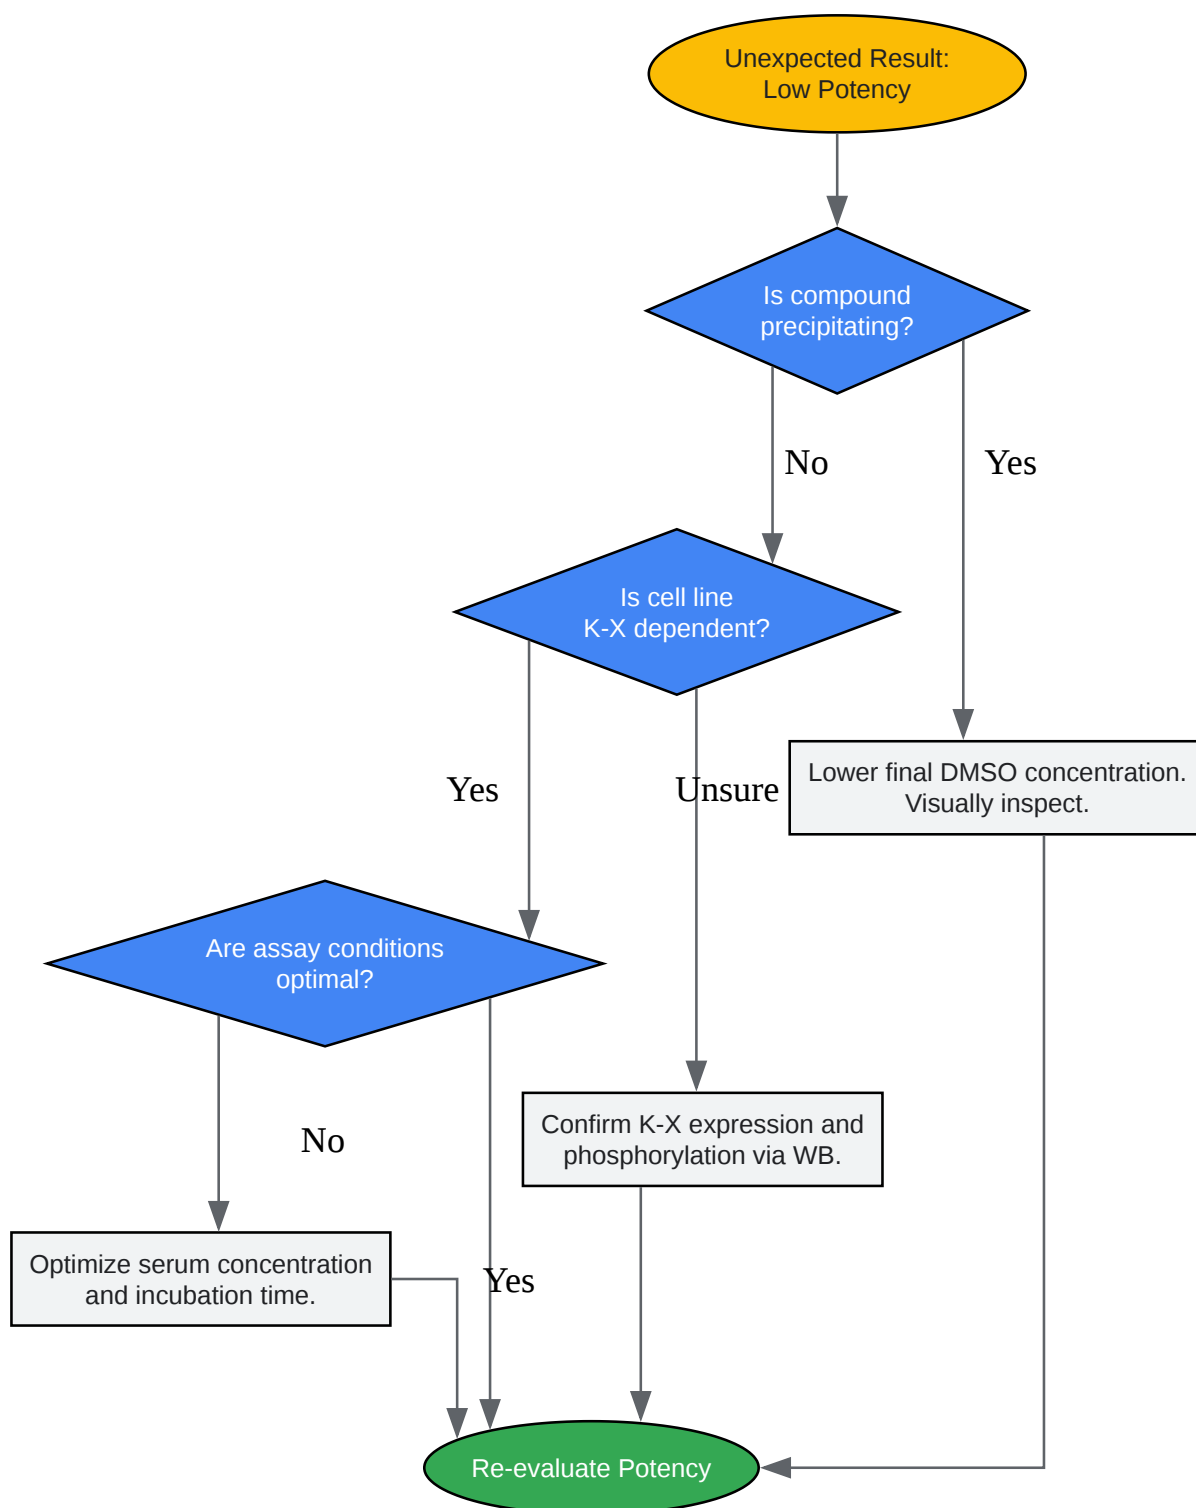 Unexpected Result:
Low Potency
Is compound
precipitating?
No
Yes
Is cell line
K-X dependent?
Yes
Unsure
Lower final DMSO concentration.
Visually inspect.
Are assay conditions
optimal?
No
Confirm K-X expression and
phosphorylation via WB.
Optimize serum concentration
and incubation time.
Yes
Re-evaluate Potency